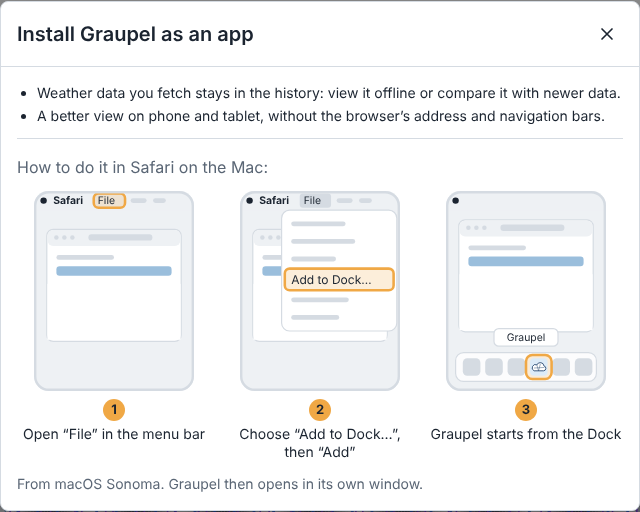 Install Graupel as an app
Weather data you fetch stays in the history: view it offline or compare it with newer data.
A better view on phone and tablet, without the browser’s address and navigation bars.
How to do it in Safari on the Mac:
Safari File
Safari File
Add to Dock…
Graupel
1
Open “File” in the menu bar
2
Choose “Add to Dock…”,
then “Add”
3
Graupel starts from the Dock
From macOS Sonoma. Graupel then opens in its own window.